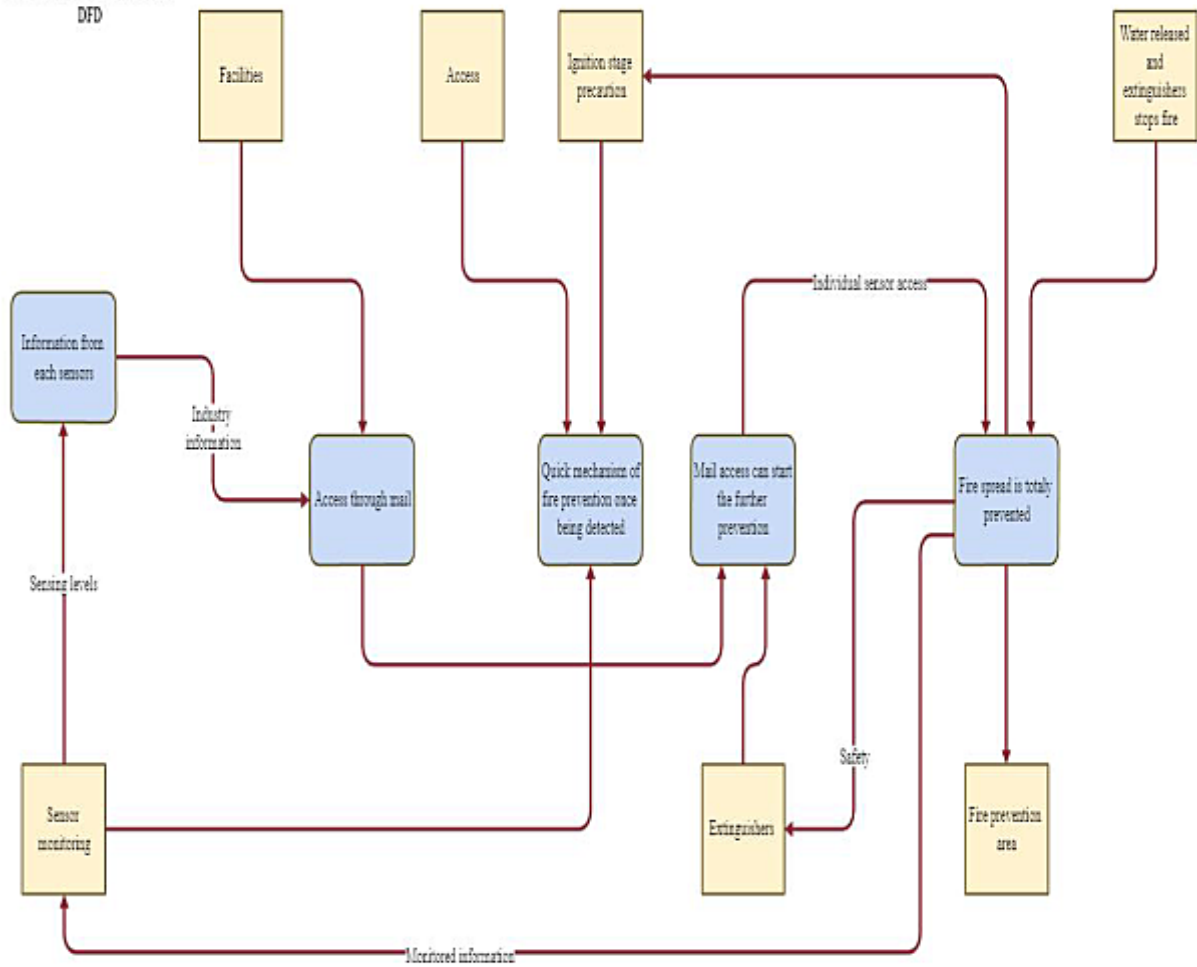 DFD
Facilities
Access
Ignition stage
precaution
Water released
and
extinguishers
stops fire
Individual sensor access
Information from
each sensors
Industry
information
Access through mail
Quick mechanism of
fire prevention once
being detected
Mail access can start
the further
prevention
Fire spread is totaly
prevented
Sensing levels
Safety
Sensor
monitoring
Extinguishers
Fire prevention
area
Monitored information